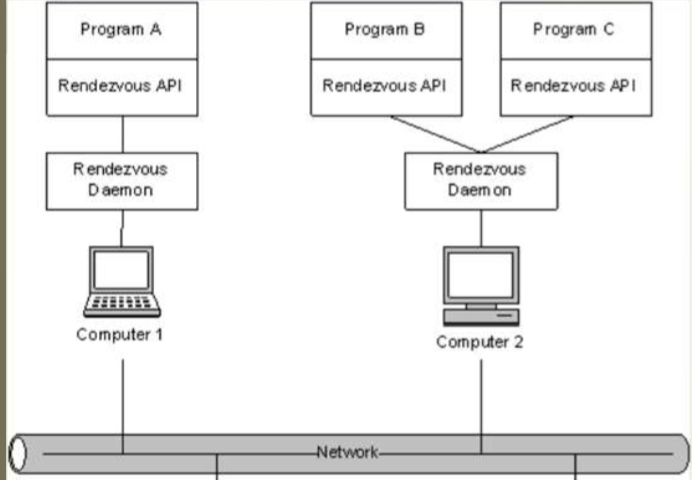 Program A
Program B
Program C
Rendezvous API
Rendezvous API
Rendezvous API
Rendezvous
Daemon
Rendezvous
Daemon
Computer 1
Computer 2
Network